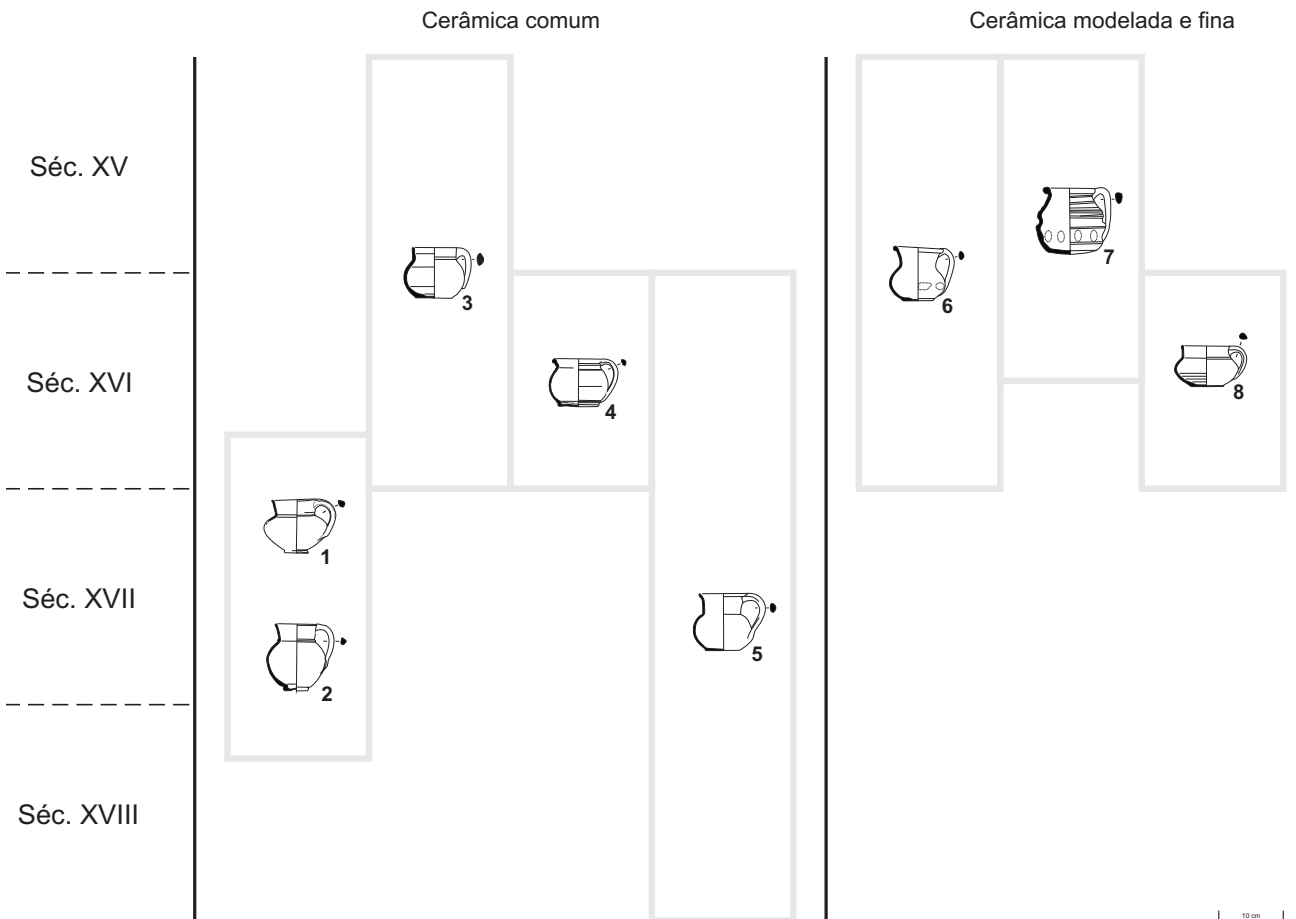 Cerâmica comum
Cerâmica modelada e fina
Séc. XV
7
3
6
Séc. XVI
4
8
1
Séc. XVII
5
2
Séc. XVIII
10 cm